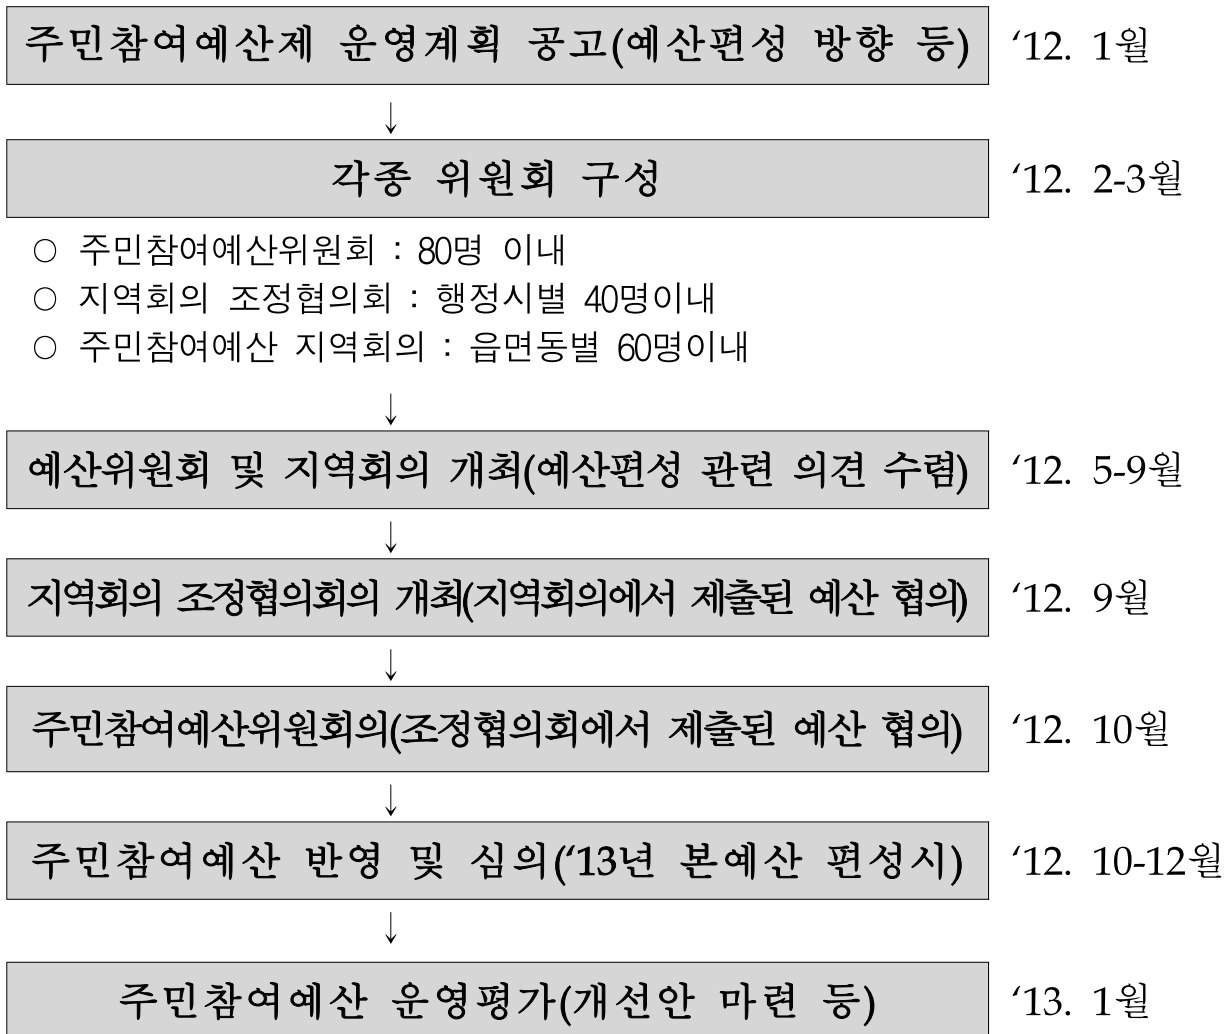 주민참여예산제 운영계획 공고(예산편성 방향 등) ‘12. 1월
↓
각종 위원회 구성 ‘12. 2-3월
○ 주민참여예산위원회 : 80명 이내
○ 지역회의 조정협의회 : 행정시별 40명이내
○ 주민참여예산 지역회의 : 읍면동별 60명이내
↓
예산위원회 및 지역회의 개최(예산편성 관련 의견 수렴) ‘12. 5-9월
↓
지역회의 조정협의회의 개최(지역회의에서 제출된 예산 협의) ‘12. 9월
↓
주민참여예산위원회의(조정협의회에서 제출된 예산 협의) ‘12. 10월
↓
주민참여예산 반영 및 심의(‘13년 본예산 편성시) ‘12. 10-12월
↓
주민참여예산 운영평가(개선안 마련 등) ‘13. 1월